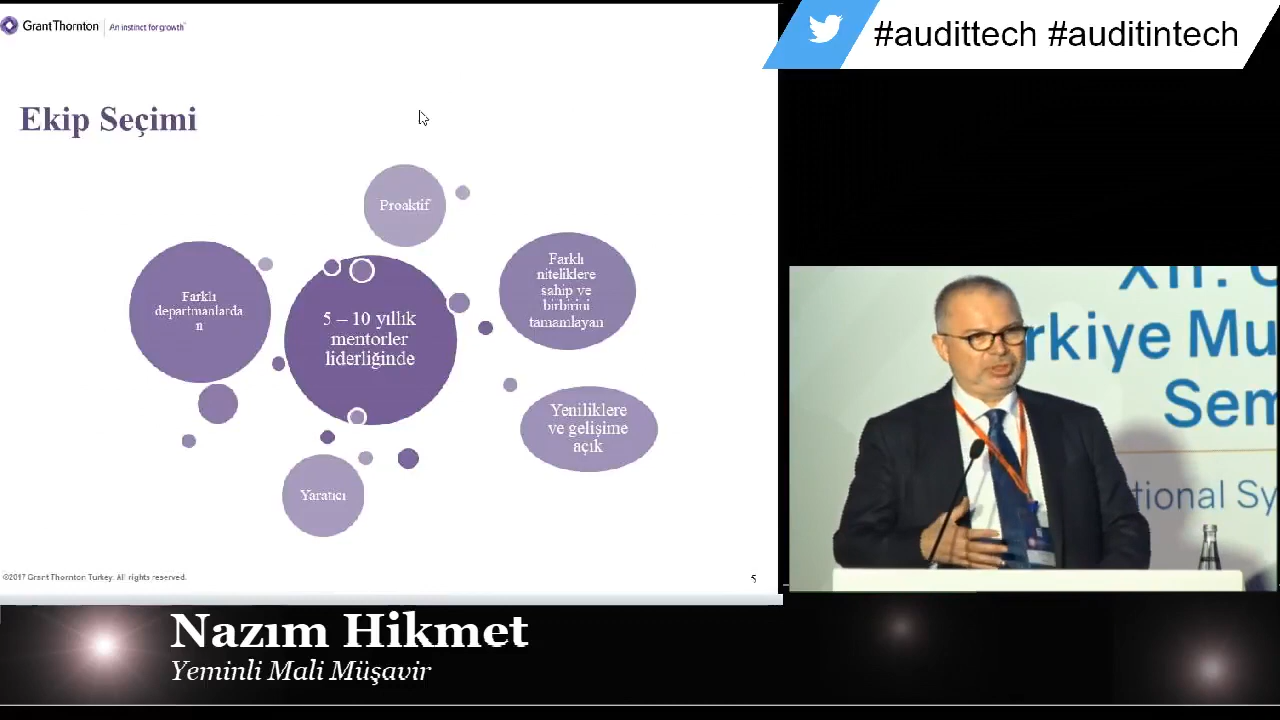 Grant Thornton
An instinct for growth
#audittech #auditintech
Ekip Seçimi
Proaktif
Farklı
departmanlarda
n
5 – 10 yıllık
mentorler
liderliğinde
Farklı
niteliklere
sahip ve
birbirini
tamamlayan
Yeniliklere
ve gelişime
açık
Yaratıcı
©2017 Grant Thornton Turkey. All rights reserved.
5
XII.
rkiye Mu
Sem
tional Sy
Nazım Hikmet
Yeminli Mali Müşavir